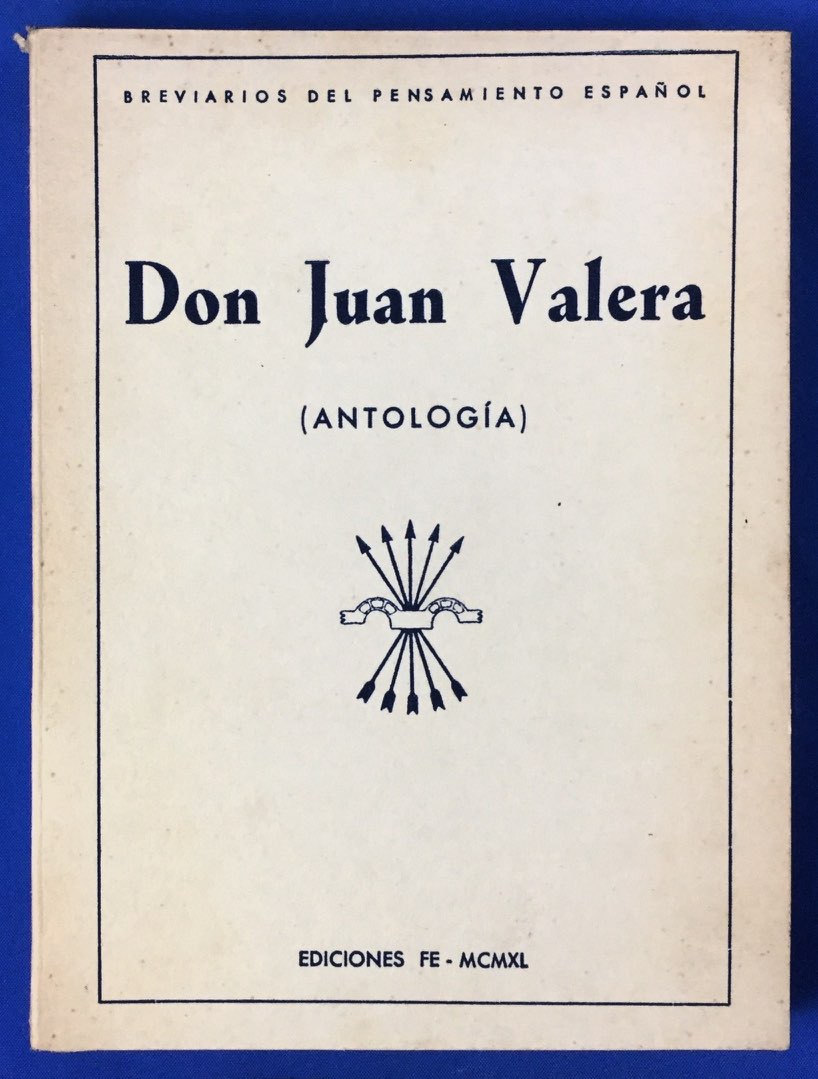 BREVIARIOS DEL PENSAMIENTO ESPAÑOL
Don Juan Valera
(ANTOLOGÍA)
EDICIONES FE - MCMXL